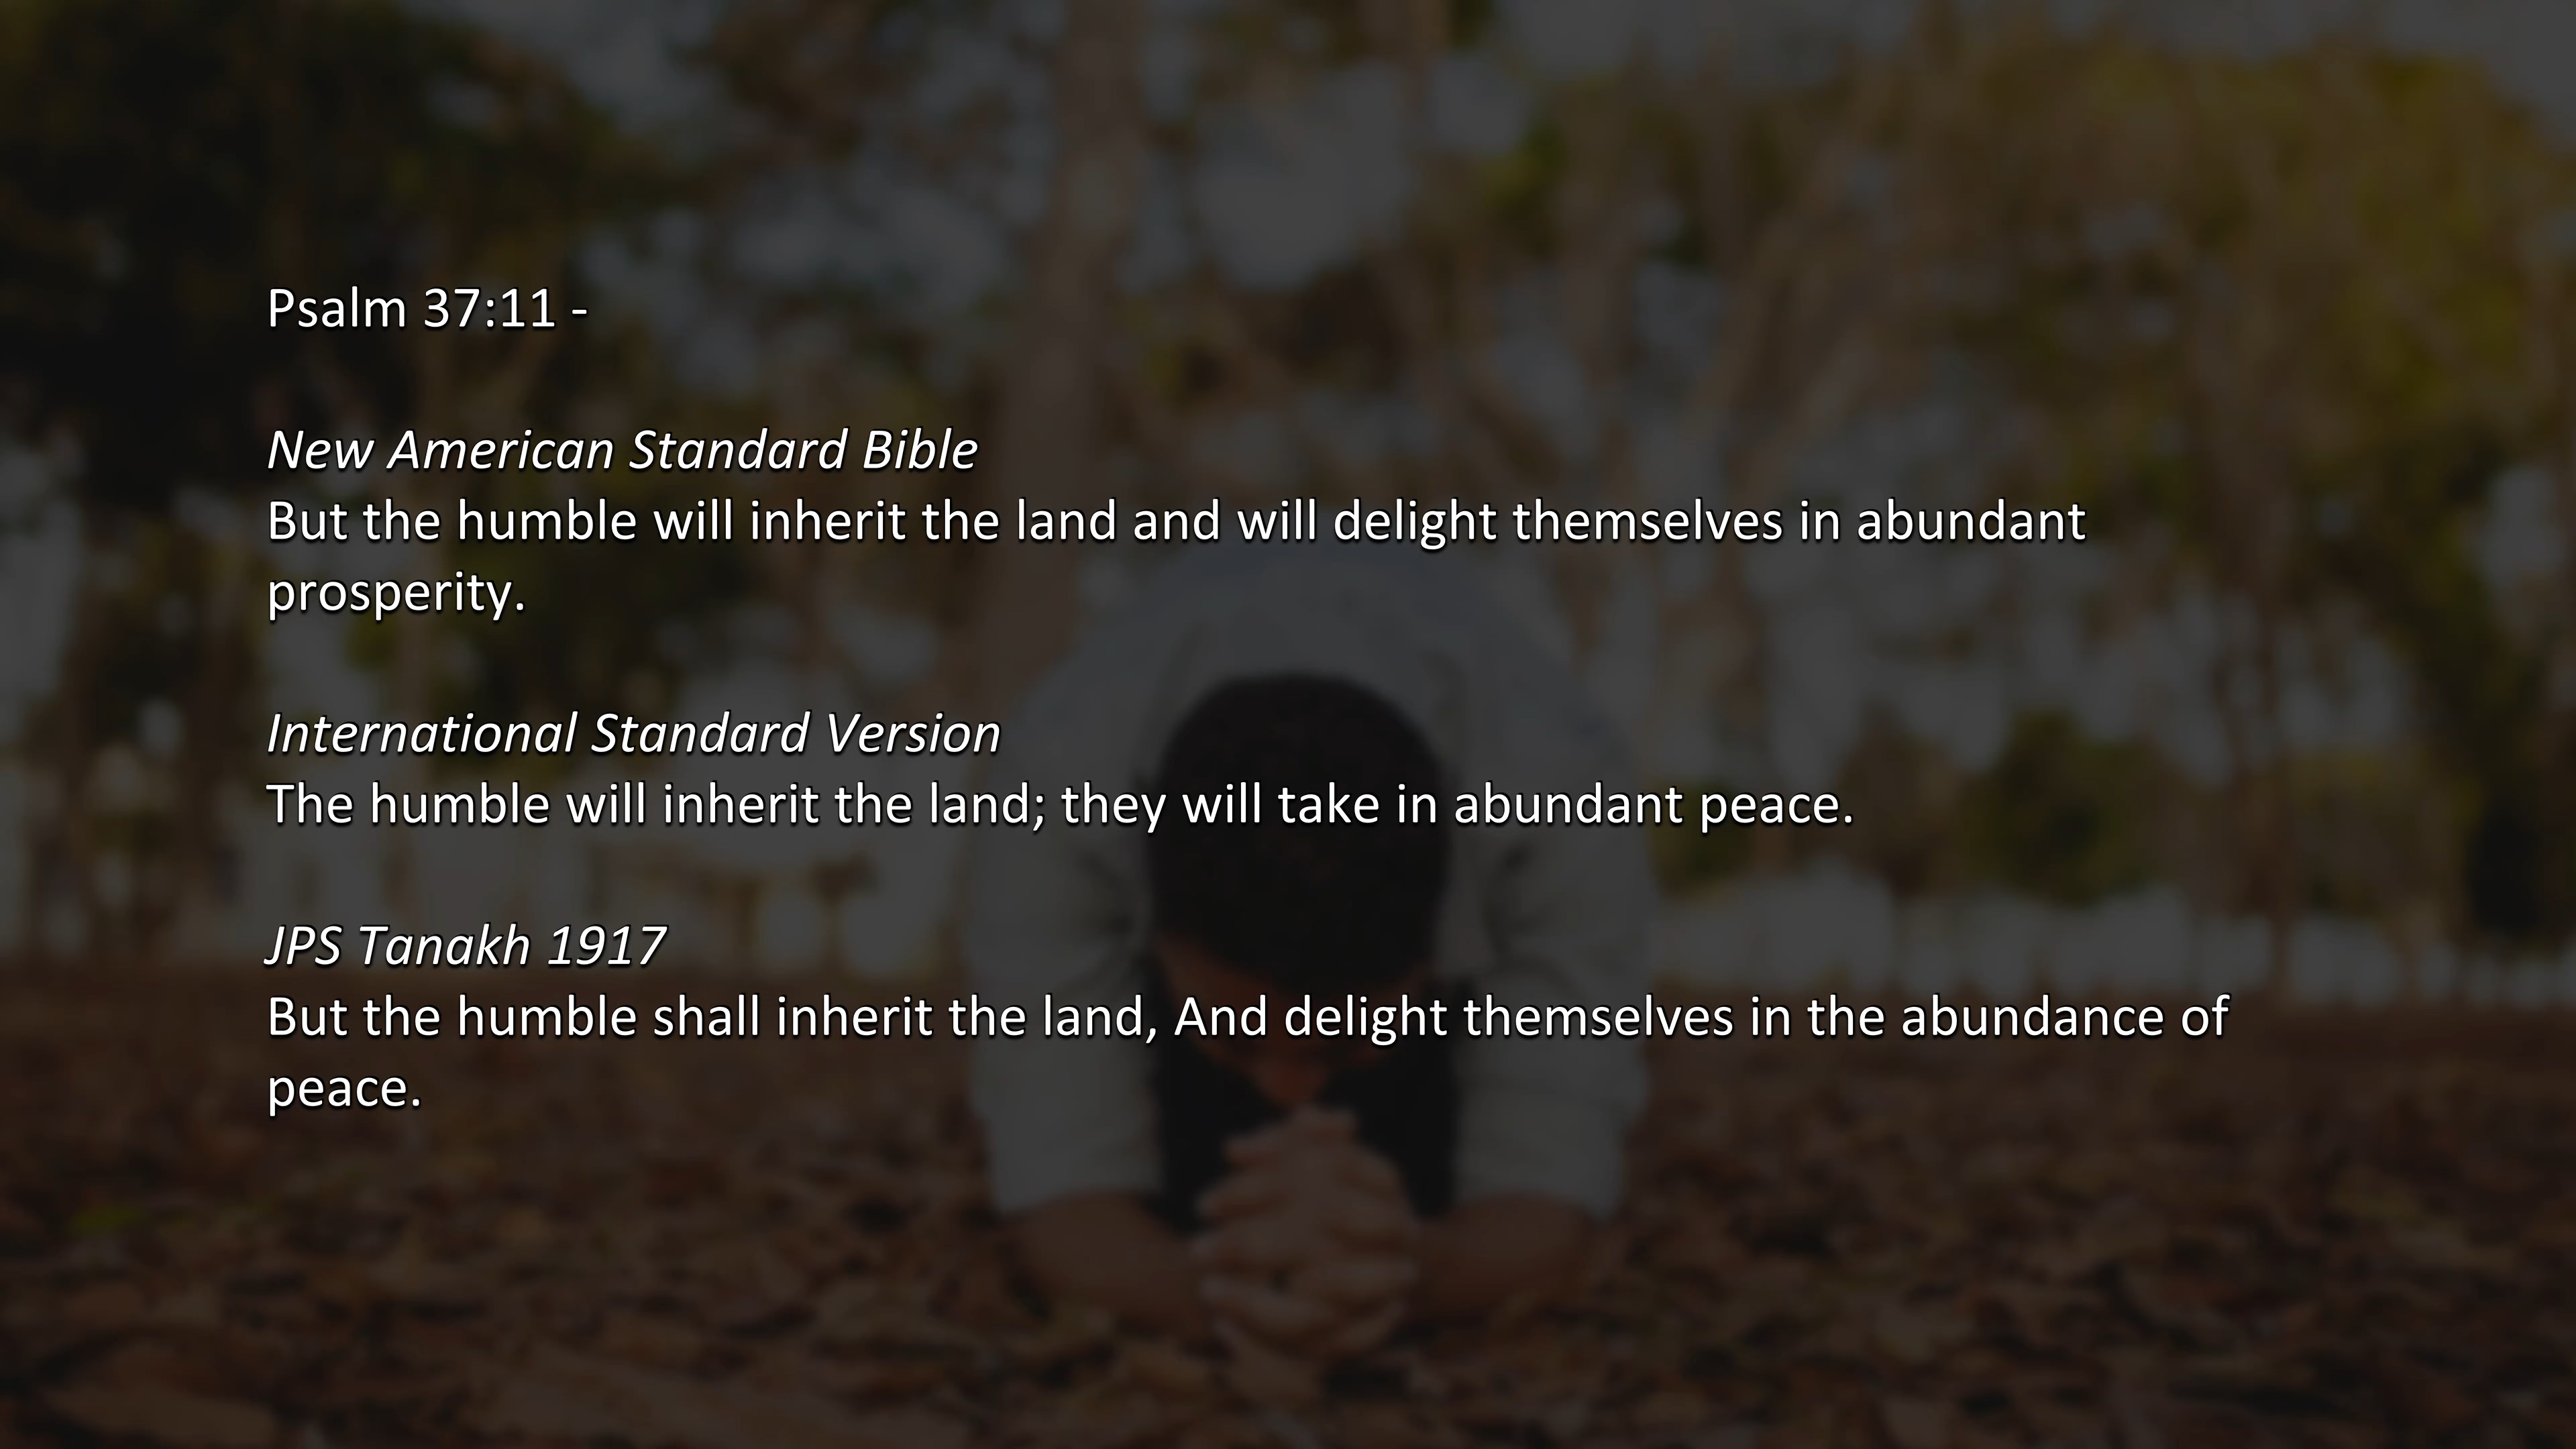 Psalm 37:11 -
New American Standard Bible
But the humble will inherit the land and will delight themselves in abundant
prosperity.
International Standard Version
The humble will inherit the land; they will take in abundant peace.
JPS Tanakh 1917
But the humble shall inherit the land, And delight themselves in the abundance of
peace.